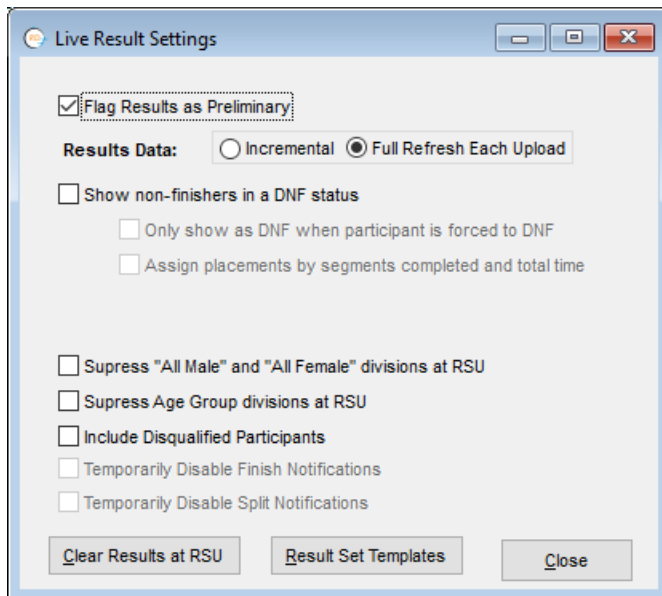 Live Result Settings
Flag Results as Preliminary
Results Data: Incremental Full Refresh Each Upload
Show non-finishers in a DNF status
Only show as DNF when participant is forced to DNF
Assign placements by segments completed and total time
Supress "All Male" and "All Female" divisions at RSU
Supress Age Group divisions at RSU
Include Disqualified Participants
Temporarily Disable Finish Notifications
Temporarily Disable Split Notifications
Clear Results at RSU Result Set Templates Close